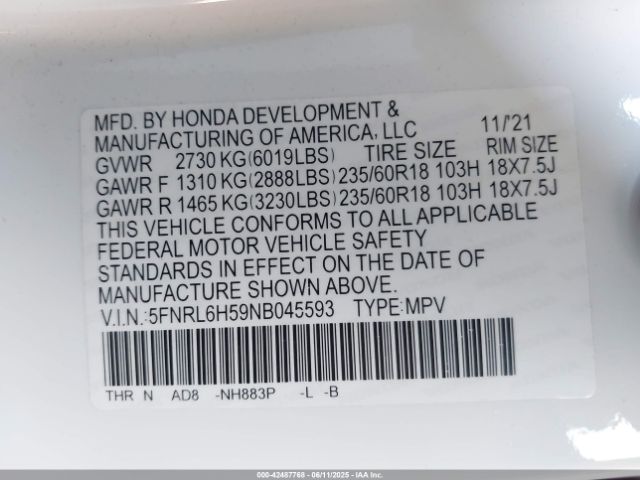 MFD. BY HONDA DEVELOPMENT &
MANUFACTURING OF AMERICA, LLC 11/'21
GVWR 2730 KG(6019LBS) TIRE SIZE RIM SIZE
GAWR F 1310 KG(2888LBS) 235/60R18 103H 18X7.5J
GAWR R 1465 KG(3230LBS) 235/60R18 103H 18X7.5J
THIS VEHICLE CONFORMS TO ALL APPLICABLE
FEDERAL MOTOR VEHICLE SAFETY
STANDARDS IN EFFECT ON THE DATE OF
MANUFACTURE SHOWN ABOVE.
V.I.N.:5FNRL6H59NB045593 TYPE:MPV
THR N AD8 -NH883P -L -B
000-42487768 - 06/11/2025 - IAA Inc.